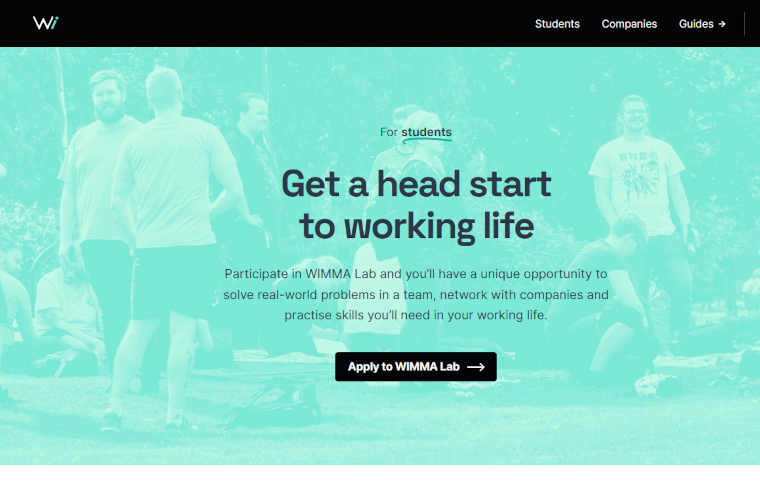 Wi
Students
Companies
Guides →
For students
Get a head start
to working life
Participate in WIMMA Lab and you'll have a unique opportunity to
solve real-world problems in a team, network with companies and
practise skills you'll need in your working life.
Apply to WIMMA Lab →